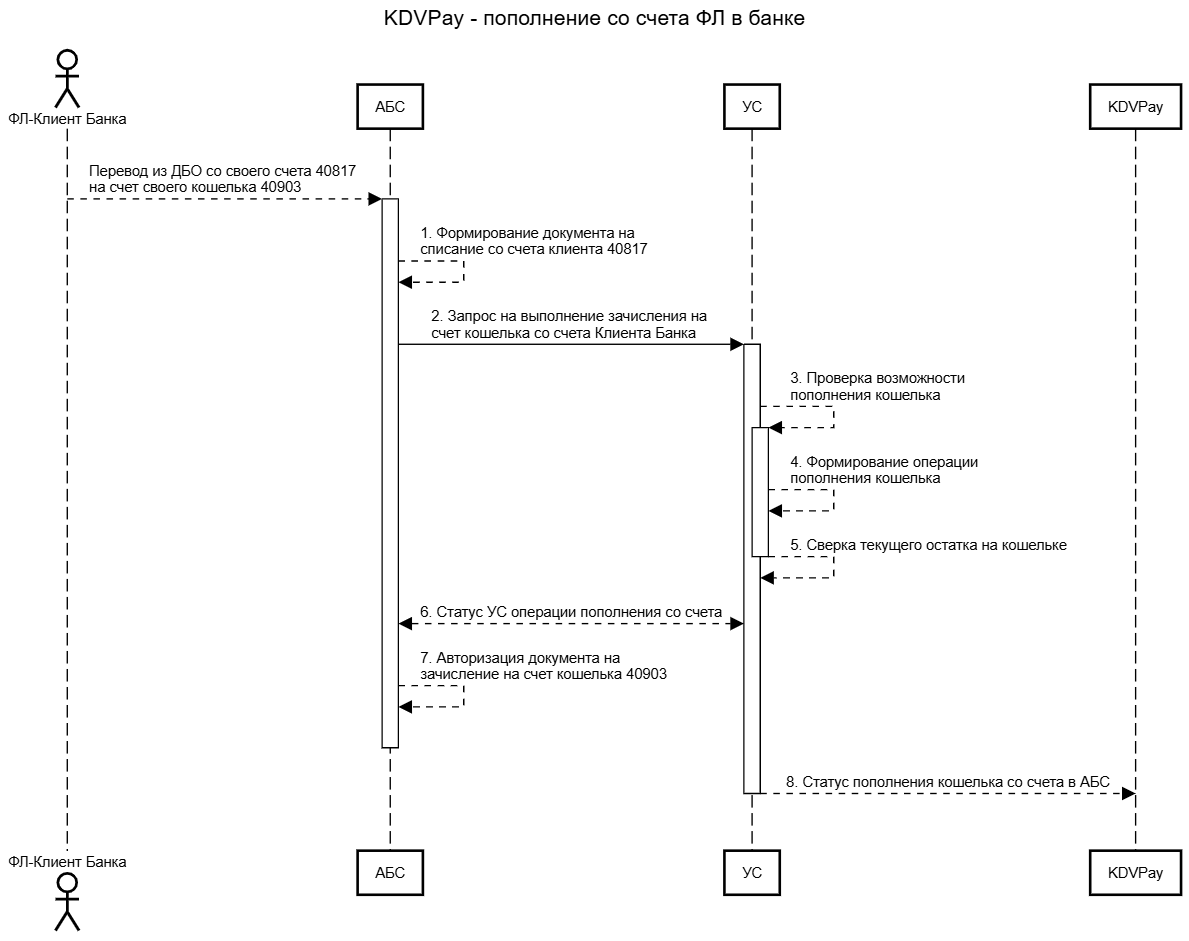 KDVPay - пополнение со счета ФЛ в банке
ФЛ-Клиент Банка
АБС
УС
KDVPay
Перевод из ДБО со своего счета 40817
на счет своего кошелька 40903
1. Формирование документа на
списание со счета клиента 40817
2. Запрос на выполнение зачисления на
счет кошелька со счета Клиента Банка
3. Проверка возможности
пополнения кошелька
4. Формирование операции
пополнения кошелька
5. Сверка текущего остатка на кошельке
6. Статус УС операции пополнения со счета
7. Авторизация документа на
зачисление на счет кошелька 40903
8. Статус пополнения кошелька со счета в АБС
ФЛ-Клиент Банка
АБС
УС
KDVPay